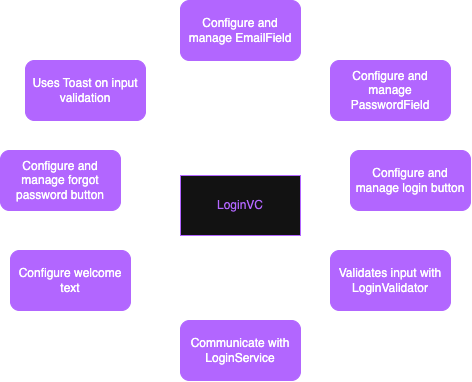 Configure and
manage EmailField
Uses Toast on input
validation
Configure and
manage
PasswordField
Configure and
manage forgot
password button
Configure and
manage login button
LoginVC
Configure welcome
text
Validates input with
LoginValidator
Communicate with
LoginService